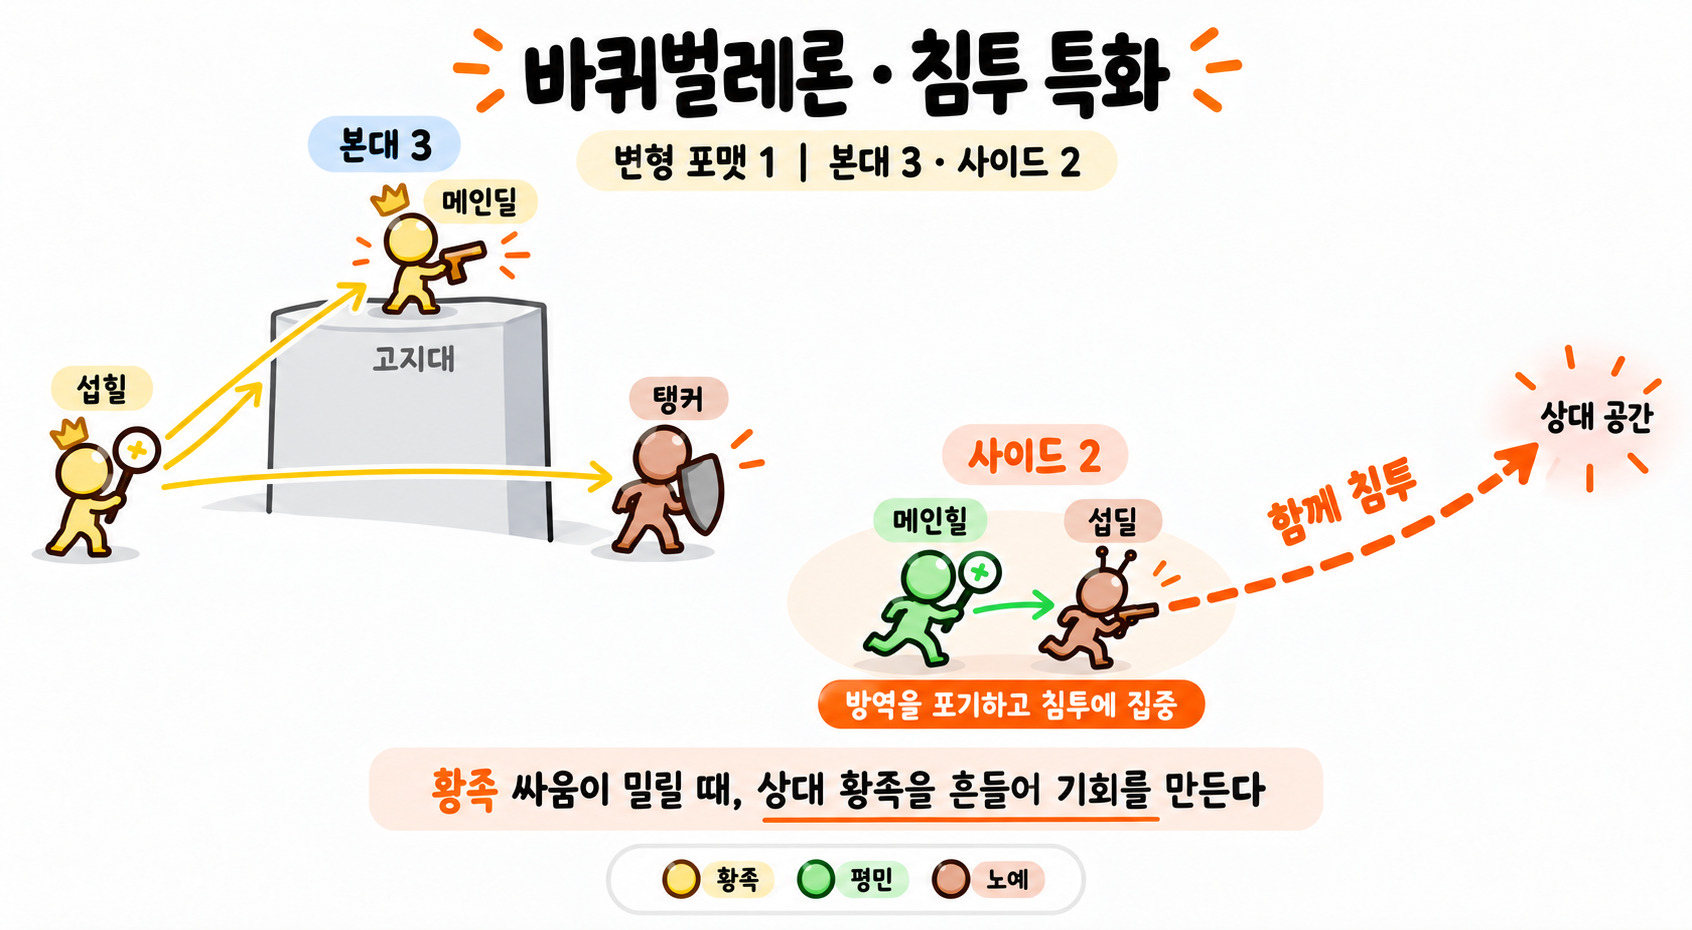 바퀴벌레론 · 침투 특화
변형 포맷 1 | 본대 3 · 사이드 2
본대 3
메인딜
고지대
섭힐
탱커
상대 공간
함께 침투
사이드 2
메인힐
섭딜
방역을 포기하고 침투에 집중
황족 싸움이 밀릴 때, 상대 황족을 흔들어 기회를 만든다
황족 평민 노예